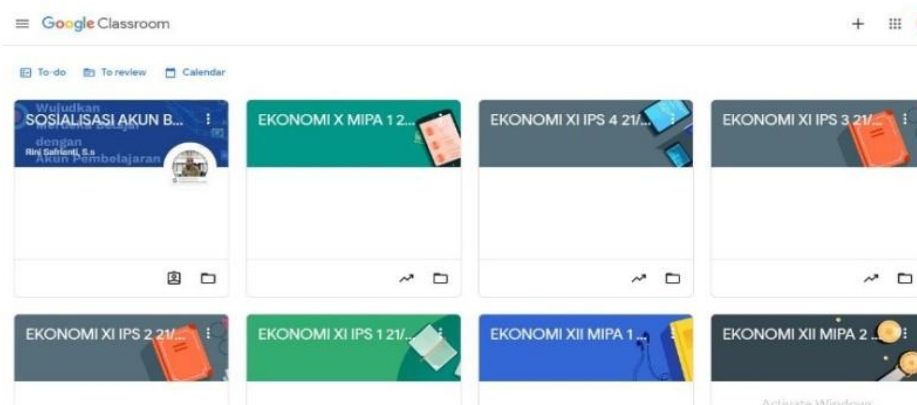 Google Classroom
To-do To review Calendar
Wujudkan
SOSIALISASI AKUN B...
Merdeka Belajar
dengan
Rini Safrianti, S.s
Akun Pembelajaran
EKONOMI X MIPA 1 2...
EKONOMI XI IPS 4 21/...
EKONOMI XI IPS 3 21/...
EKONOMI XI IPS 2 21/...
EKONOMI XI IPS 1 21/...
EKONOMI XII MIPA 1 ...
EKONOMI XII MIPA 2 ...
Activate Windows